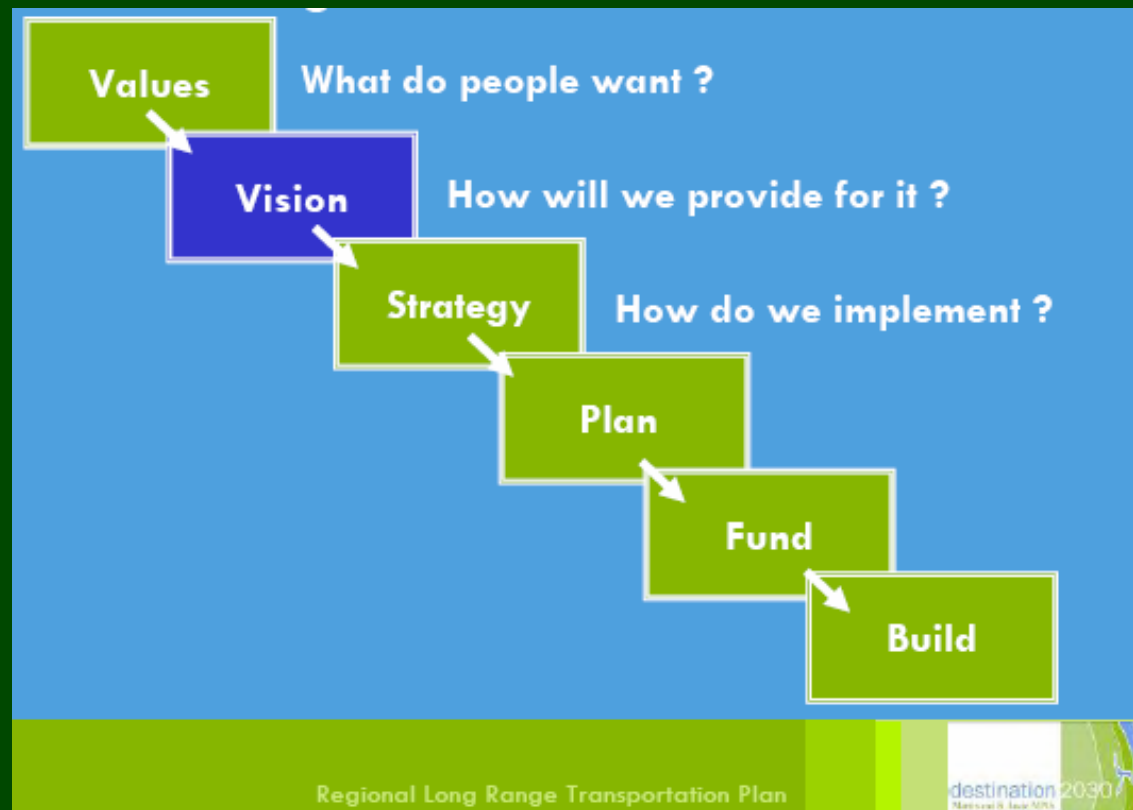 Values
What do people want ?
Vision
How will we provide for it ?
Strategy
How do we implement ?
Plan
Fund
Build
Regional Long Range Transportation Plan
destination 2030